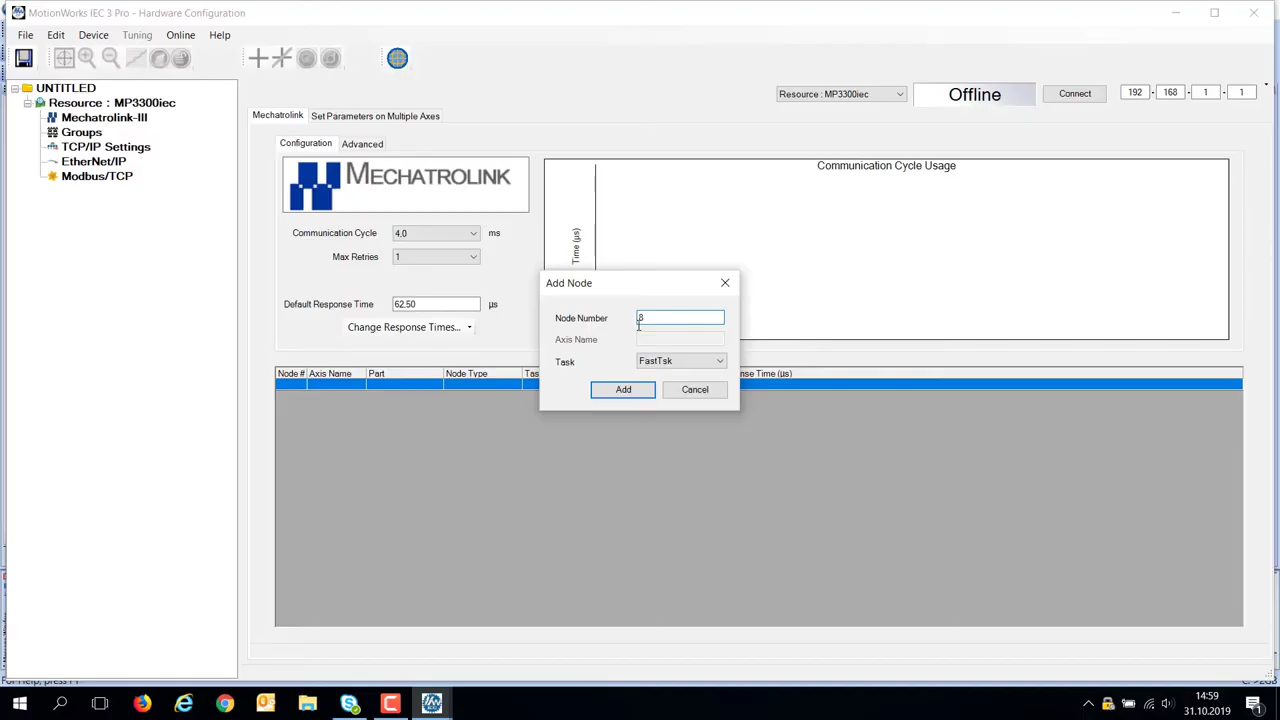 MotionWorks IEC 3 Pro - Hardware Configuration
File Edit Device Tuning Online Help
UNTITLED
Resource : MP3300iec
Mechatrolink-III
Groups
TCP/IP Settings
EtherNet/IP
Modbus/TCP
Resource : MP3300iec
Offline
Connect
192 . 168 . 1 . 1
Mechatrolink Set Parameters on Multiple Axes
Configuration Advanced
MECHATROLINK
Communication Cycle 4.0 ms
Max Retries 1
Default Response Time 62.50 µs
Change Response Times...
Communication Cycle Usage
Time (µs)
Add Node
Node Number
Axis Name
Task FastTsk
Add Cancel
Node # Axis Name Part Node Type
14:59
31.10.2019